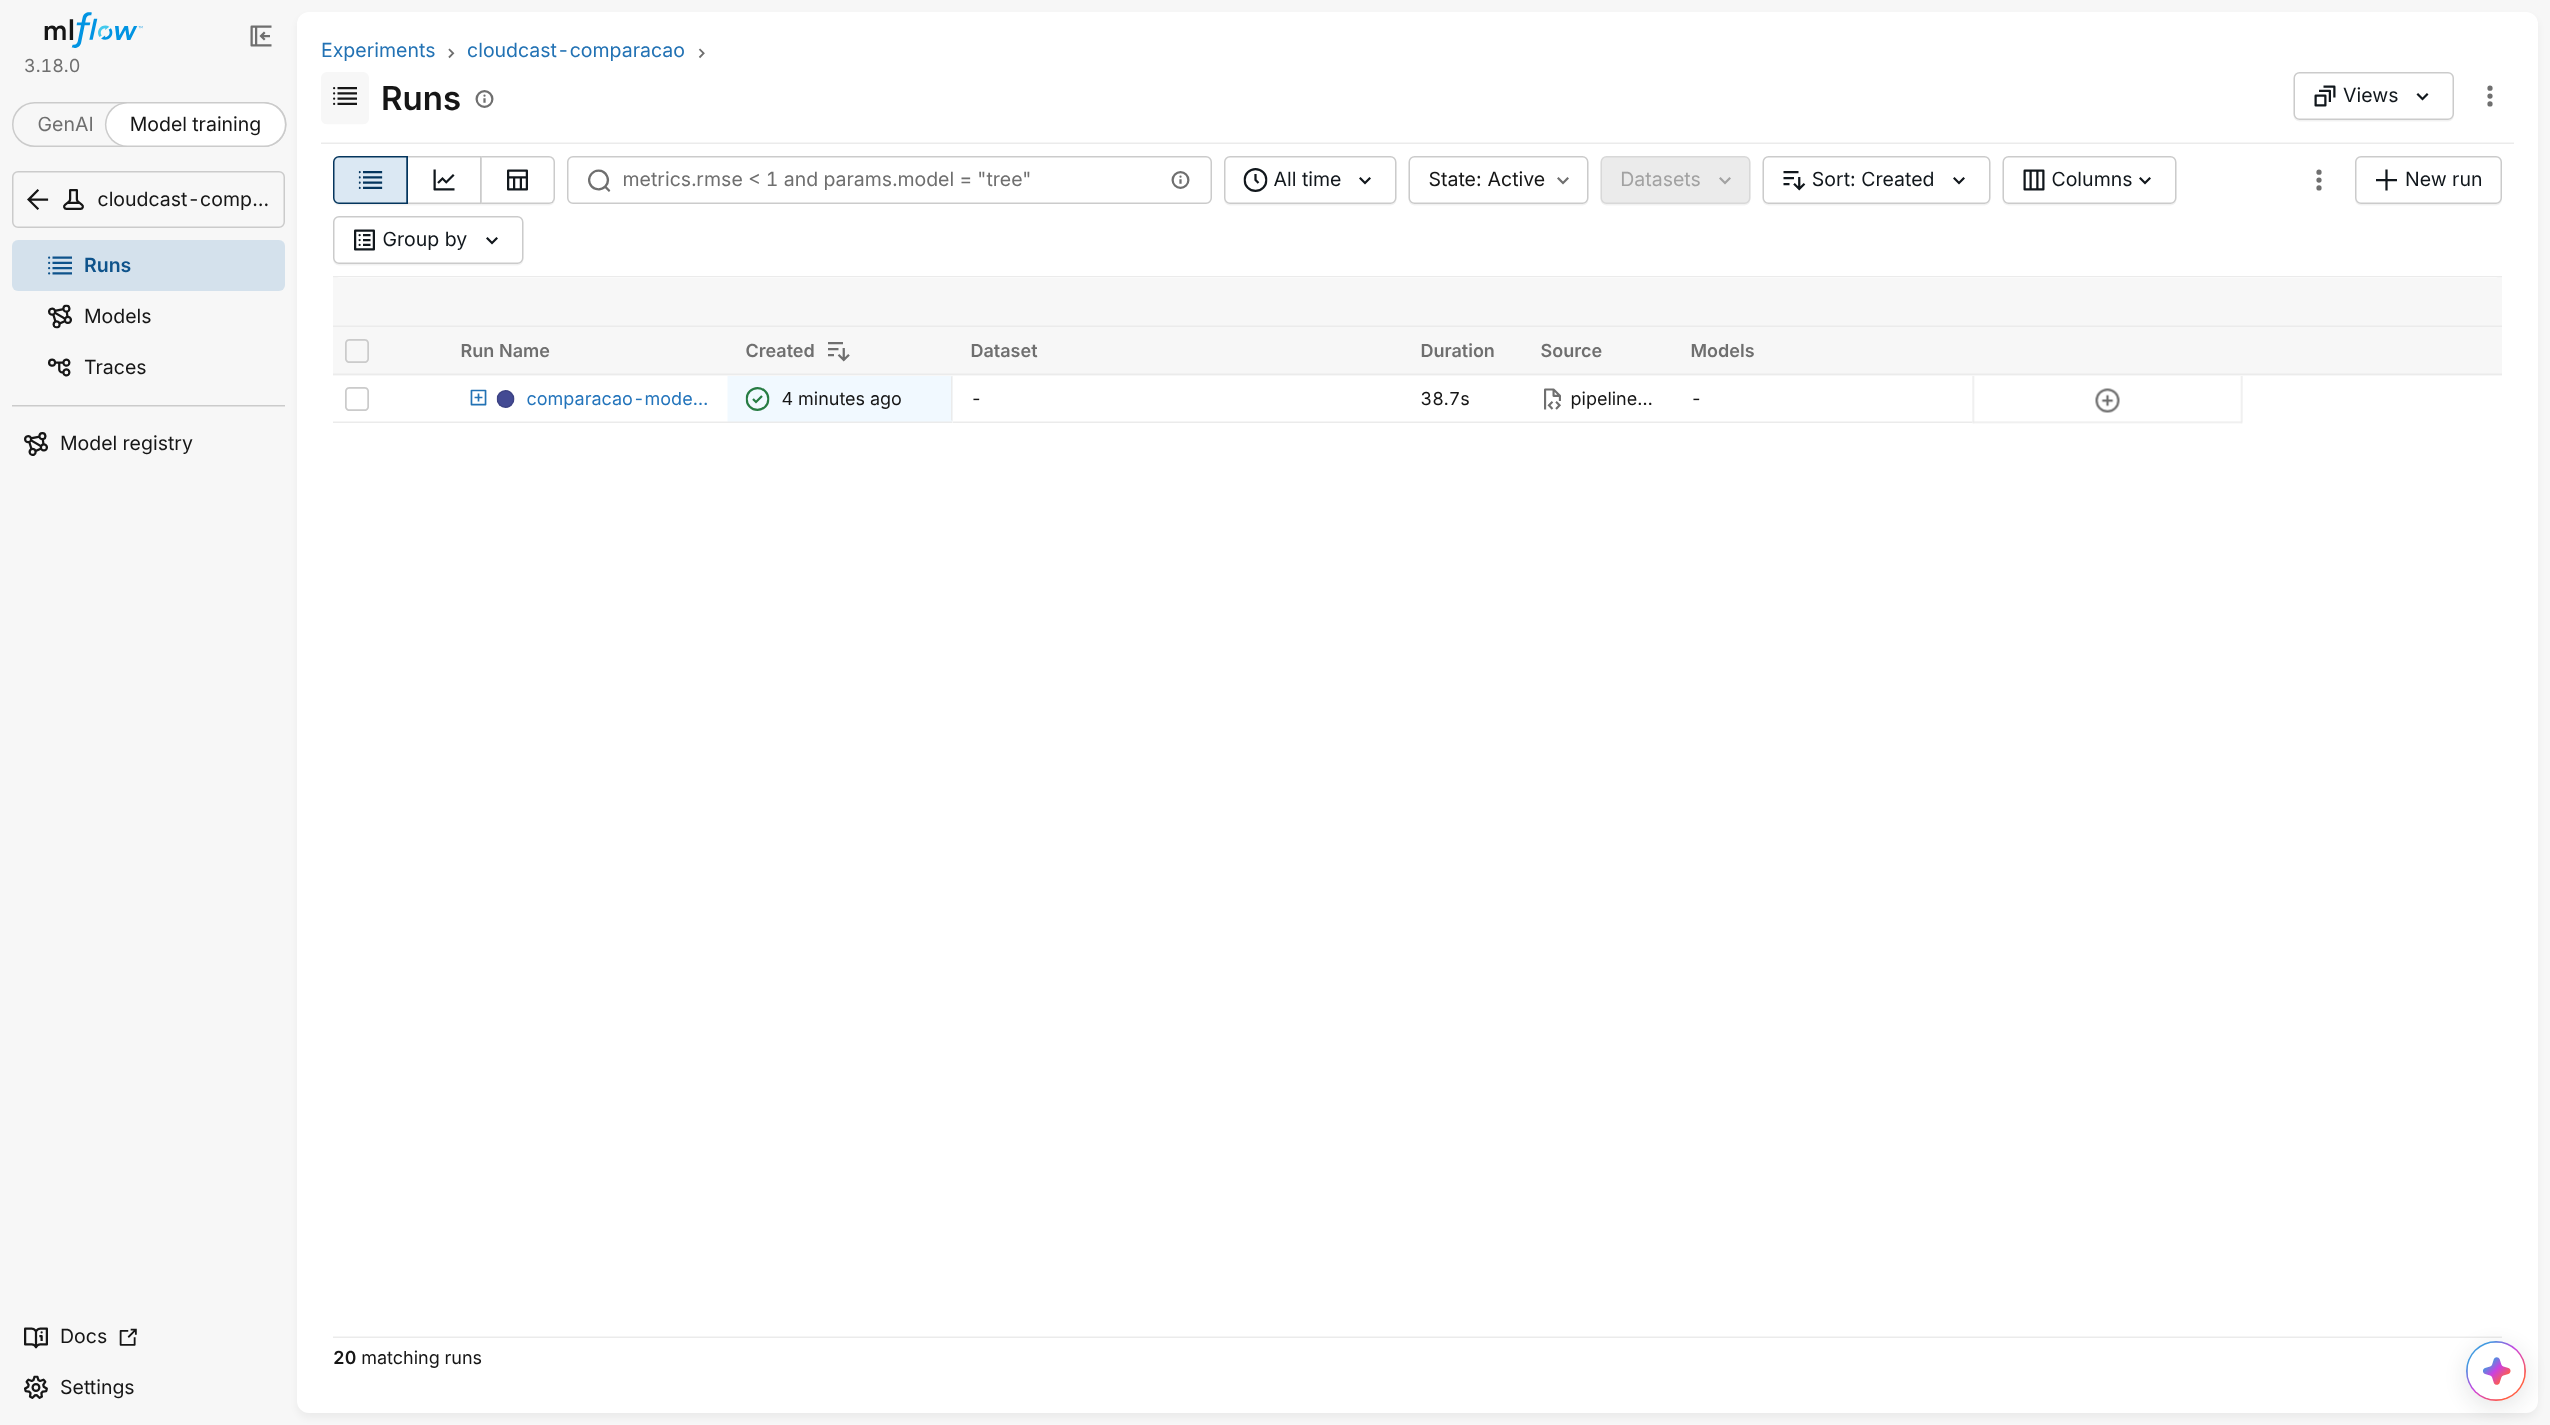 mlflow
3.18.0
GenAI
Model training
cloudcast-comp...
Runs
Models
Traces
Model registry
Docs
Settings
Experiments > cloudcast-comparacao >
Runs
Views
metrics.rmse < 1 and params.model = "tree"
All time
State: Active
Datasets
Sort: Created
Columns
New run
Group by
Run Name Created Dataset Duration Source Models
comparacao-mode... 4 minutes ago - 38.7s pipeline... -
20 matching runs